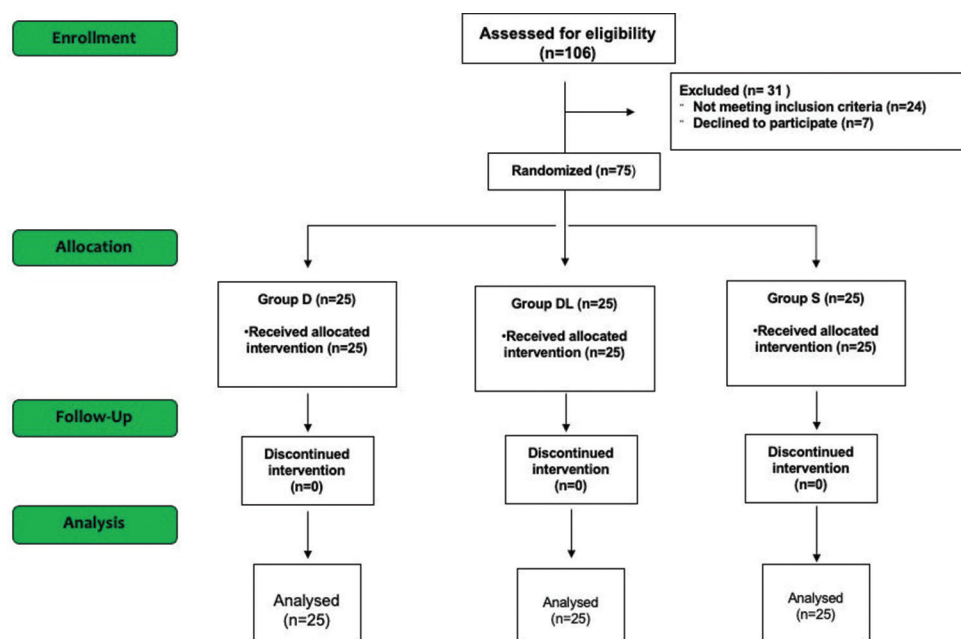 Enrollment
Assessed for eligibility
(n=106)
Excluded (n= 31 )
¨ Not meeting inclusion criteria (n=24)
¨ Declined to participate (n=7)
Randomized (n=75)
Allocation
Group D (n=25)
•Received allocated
intervention (n=25)
Group DL (n=25)
•Received allocated
intervention (n=25)
Group S (n=25)
•Received allocated
intervention (n=25)
Follow-Up
Discontinued
intervention
(n=0)
Discontinued
intervention
(n=0)
Discontinued
intervention
(n=0)
Analysis
Analysed
(n=25)
Analysed
(n=25)
Analysed
(n=25)